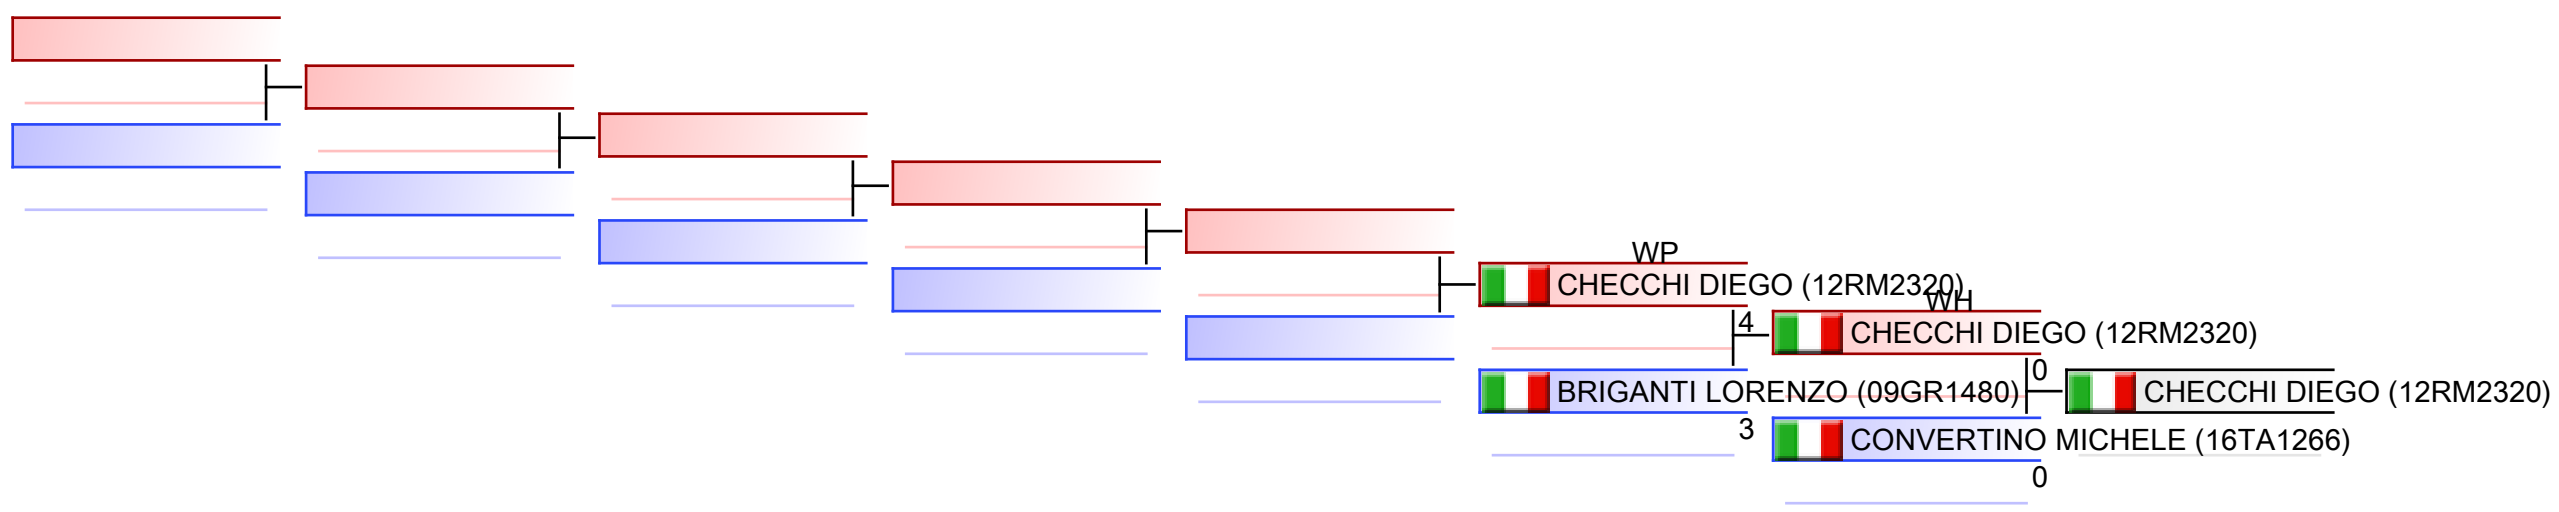 WP
CHECCHI DIEGO (12RM2320)
WH
4
CHECCHI DIEGO (12RM2320)
0
BRIGANTI LORENZO (09GR1480)
CHECCHI DIEGO (12RM2320)
3
CONVERTINO MICHELE (16TA1266)
0